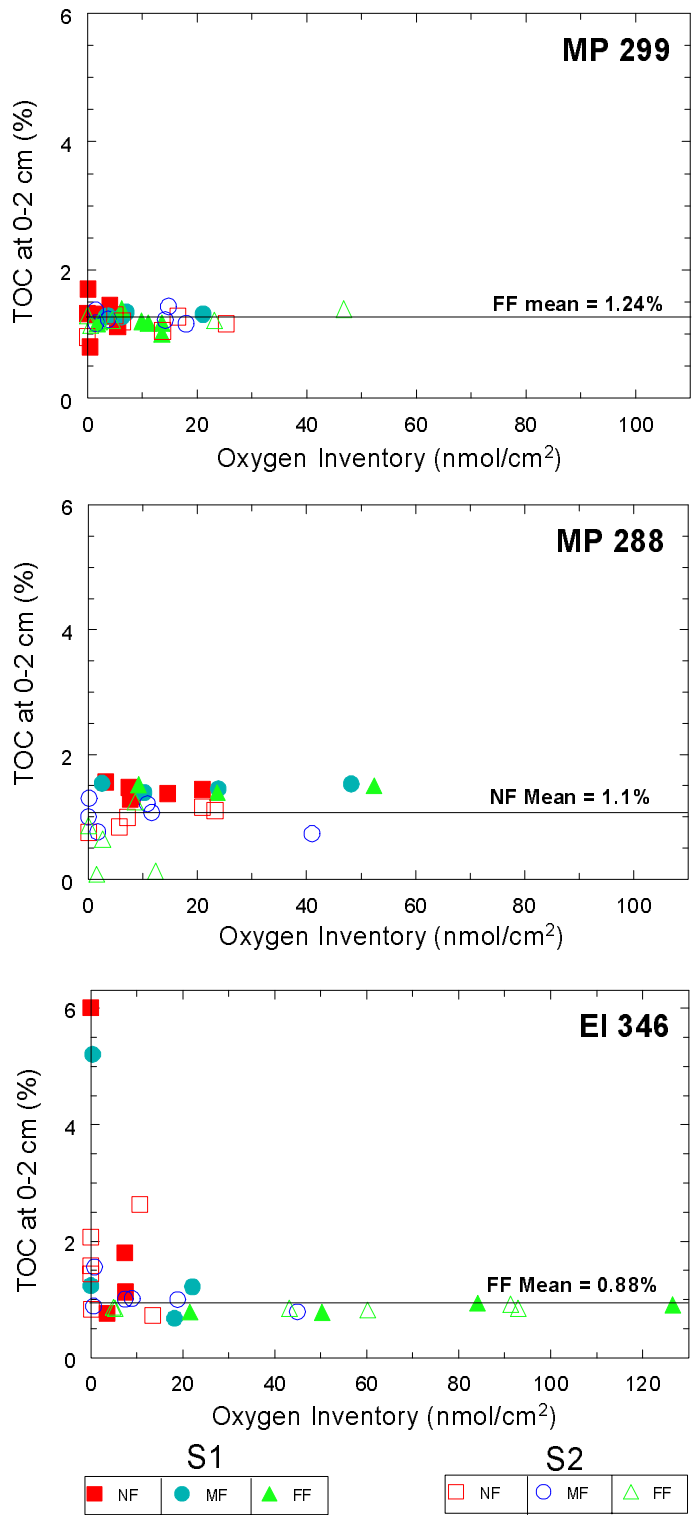 MP 299
TOC at 0-2 cm (%)
6
4
2
0
FF mean = 1.24%
0 20 40 60 80 100
Oxygen Inventory (nmol/cm²)
MP 288
TOC at 0-2 cm (%)
6
4
2
0
NF Mean = 1.1%
0 20 40 60 80 100
Oxygen Inventory (nmol/cm²)
EI 346
TOC at 0-2 cm (%)
6
4
2
0
FF Mean = 0.88%
0 20 40 60 80 100 120
Oxygen Inventory (nmol/cm²)
S1 S2
NF MF FF NF MF FF